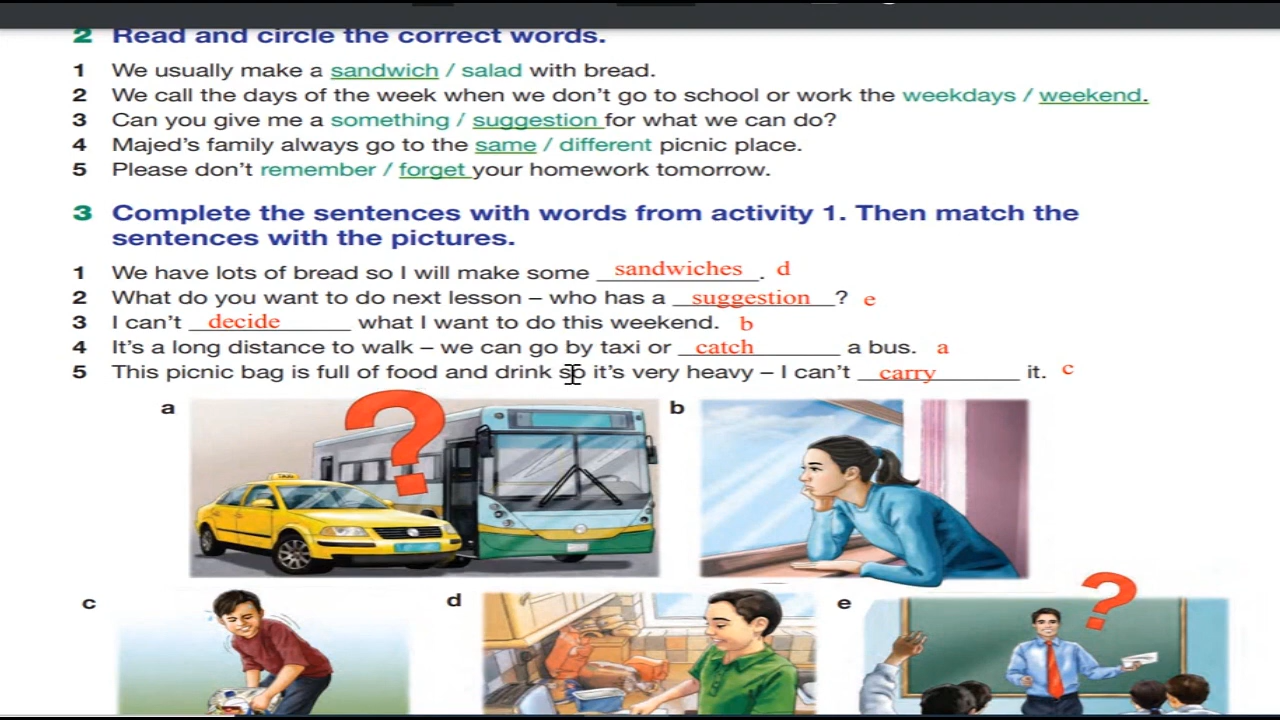 2 Read and circle the correct words.
1 We usually make a sandwich / salad with bread.
2 We call the days of the week when we don't go to school or work the weekdays / weekend.
3 Can you give me a something / suggestion for what we can do?
4 Majed's family always go to the same / different picnic place.
5 Please don't remember / forget your homework tomorrow.
3 Complete the sentences with words from activity 1. Then match the
sentences with the pictures.
1 We have lots of bread so I will make some sandwiches. d
2 What do you want to do next lesson – who has a suggestion? e
3 I can't decide what I want to do this weekend. b
4 It's a long distance to walk – we can go by taxi or catch a bus. a
5 This picnic bag is full of food and drink so it's very heavy – I can't carry it. c
a b
? 
c d e
?